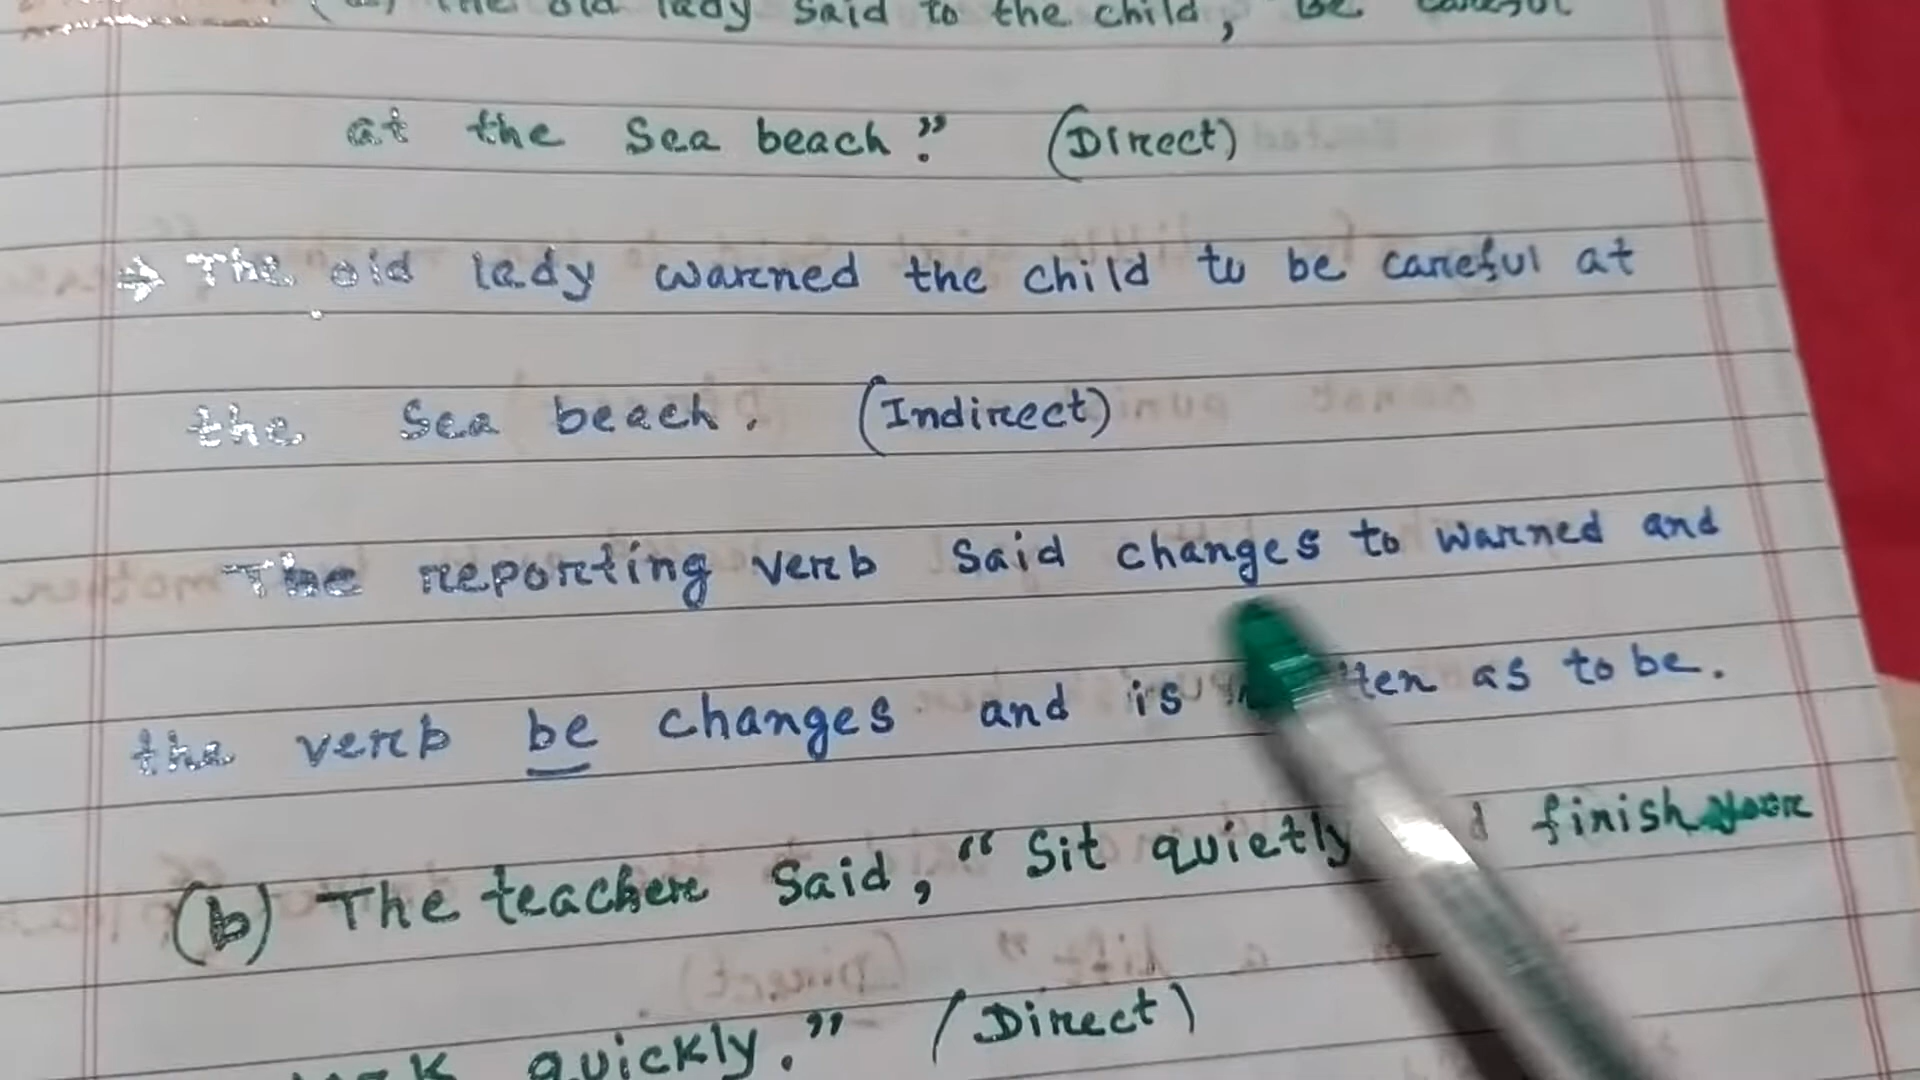 (a) The old lady said to the child, "Be careful
at the Sea beach." (Direct)
→ The old lady warned the child to be careful at
the Sea beach. (Indirect)
The reporting verb said changes to warned and
the verb be changes and is as to be.
(b) The teacher said, "Sit quietly finish your
quickly." (Direct)